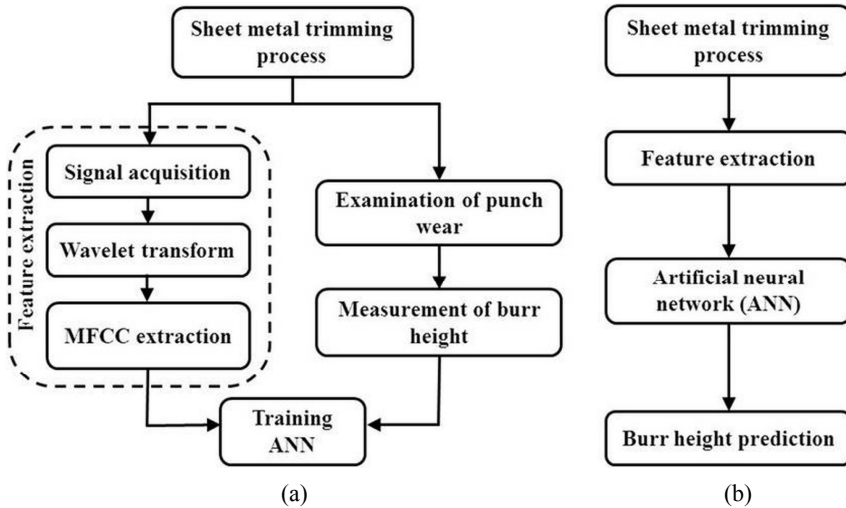 Sheet metal trimming
process
Feature extraction
Signal acquisition
Wavelet transform
MFCC extraction
Examination of punch
wear
Measurement of burr
height
Training
ANN
(a)
Sheet metal trimming
process
Feature extraction
Artificial neural
network (ANN)
Burr height prediction
(b)